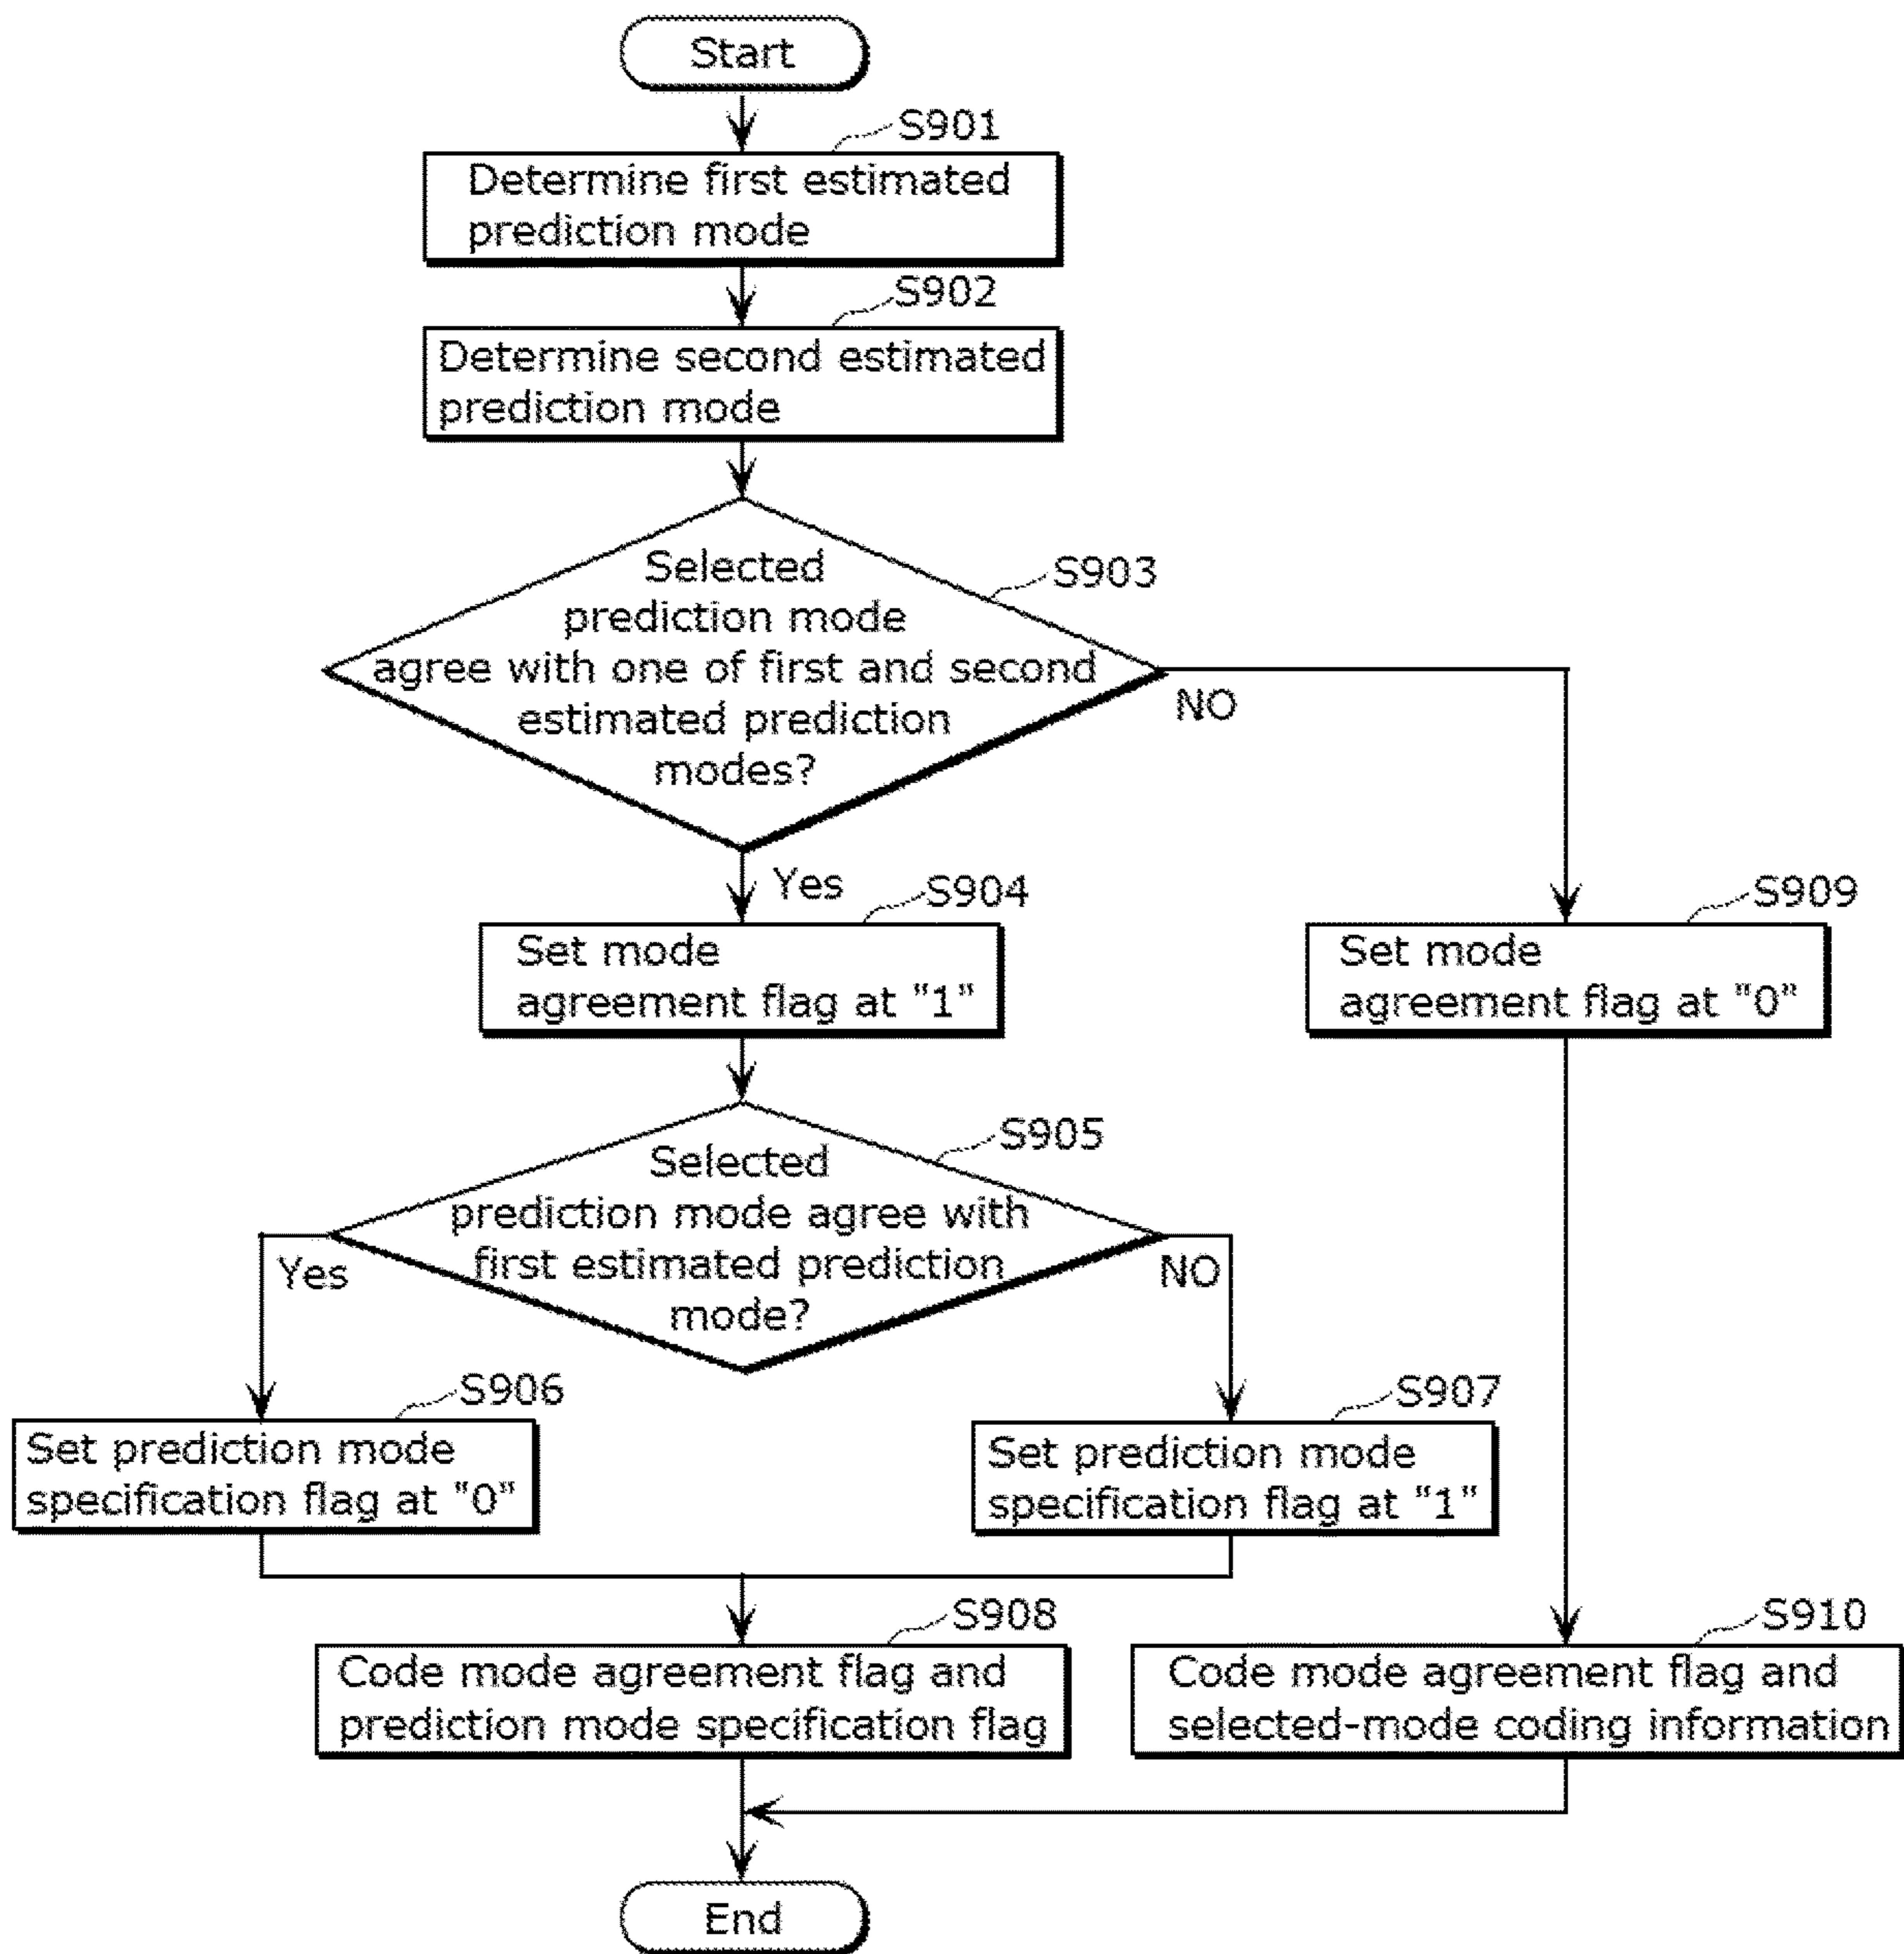 Start
S901
Determine first estimated
prediction mode
S902
Determine second estimated
prediction mode
S903
Selected
prediction mode
agree with one of first and second
estimated prediction
modes?
NO
Yes
S904
Set mode
agreement flag at "1"
S909
Set mode
agreement flag at "0"
S905
Selected
prediction mode agree with
first estimated prediction
mode?
Yes
NO
S906
Set prediction mode
specification flag at "0"
S907
Set prediction mode
specification flag at "1"
S908
Code mode agreement flag and
prediction mode specification flag
S910
Code mode agreement flag and
selected-mode coding information
End